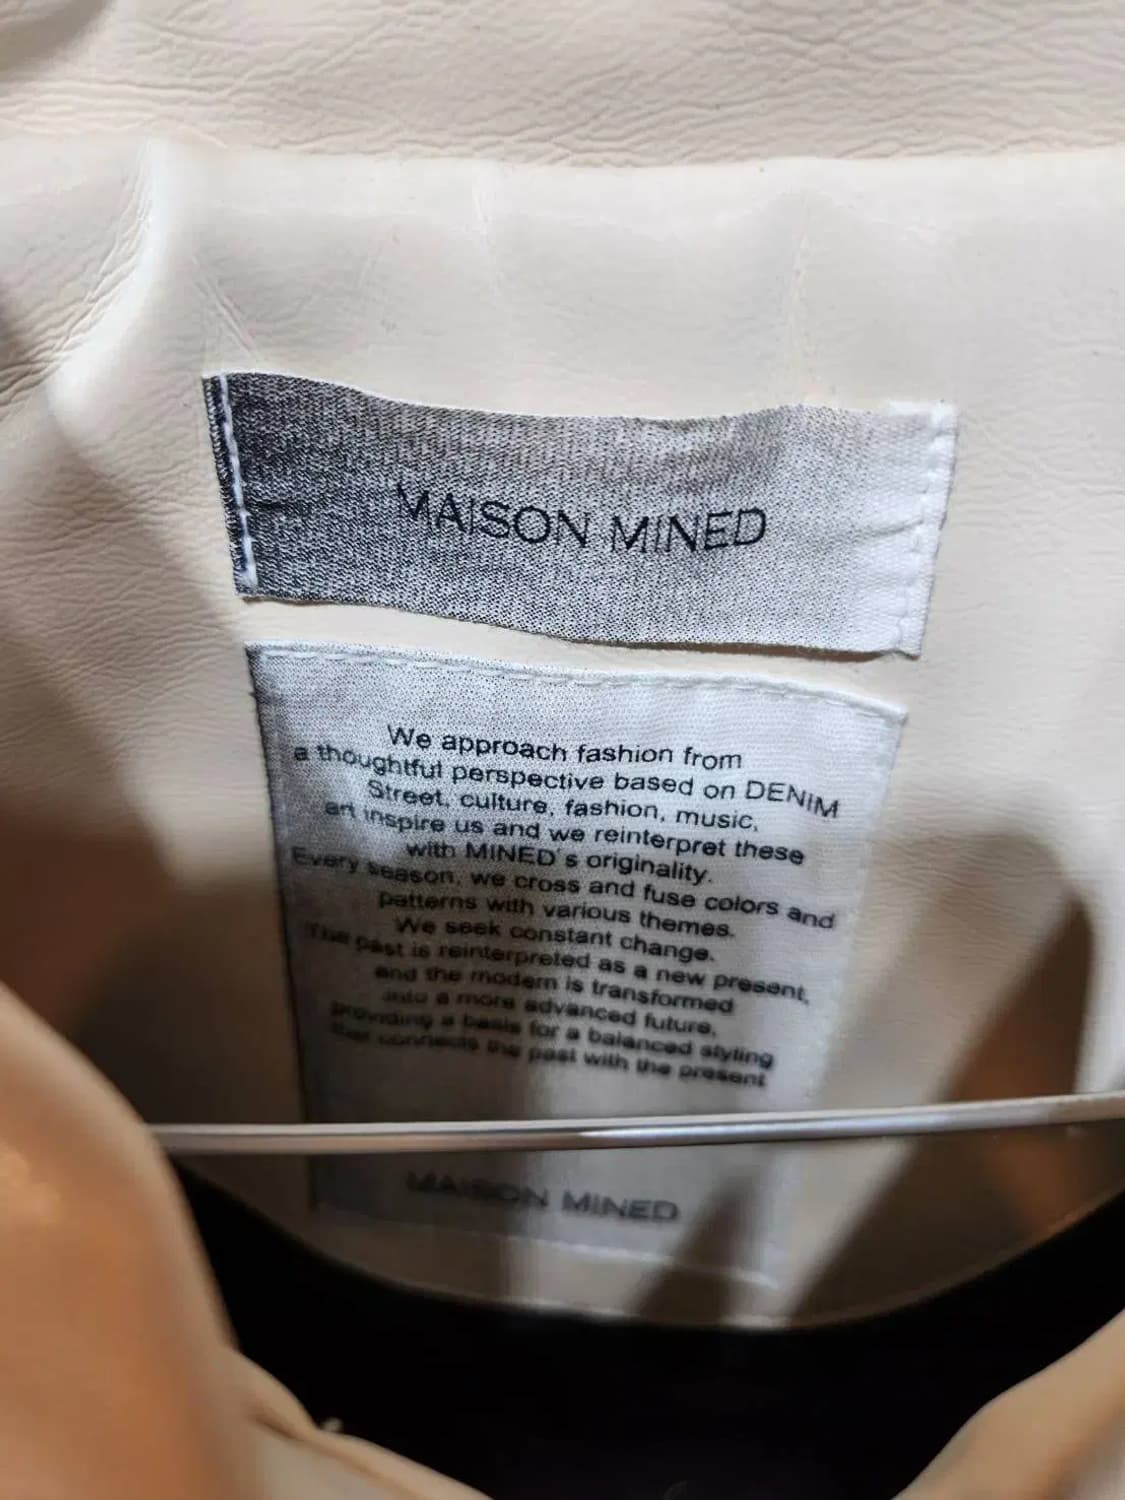 MAISON MINED
We approach fashion from
a thoughtful perspective based on DENIM
Street, culture, fashion, music,
art inspire us and we reinterpret these
with MINED's originality.
Every season, we cross and fuse colors and
patterns with various themes.
We seek constant change.
The past is reinterpreted as a new present,
and the modern is transformed
into a more advanced future,
providing a basis for a balanced styling
that connects the past with the present
MAISON MINED